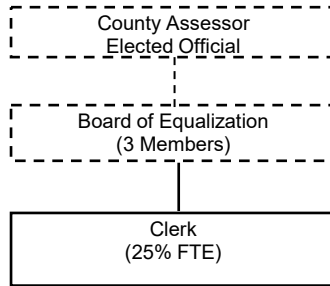 County Assessor
Elected Official
Board of Equalization
(3 Members)
Clerk
(25% FTE)